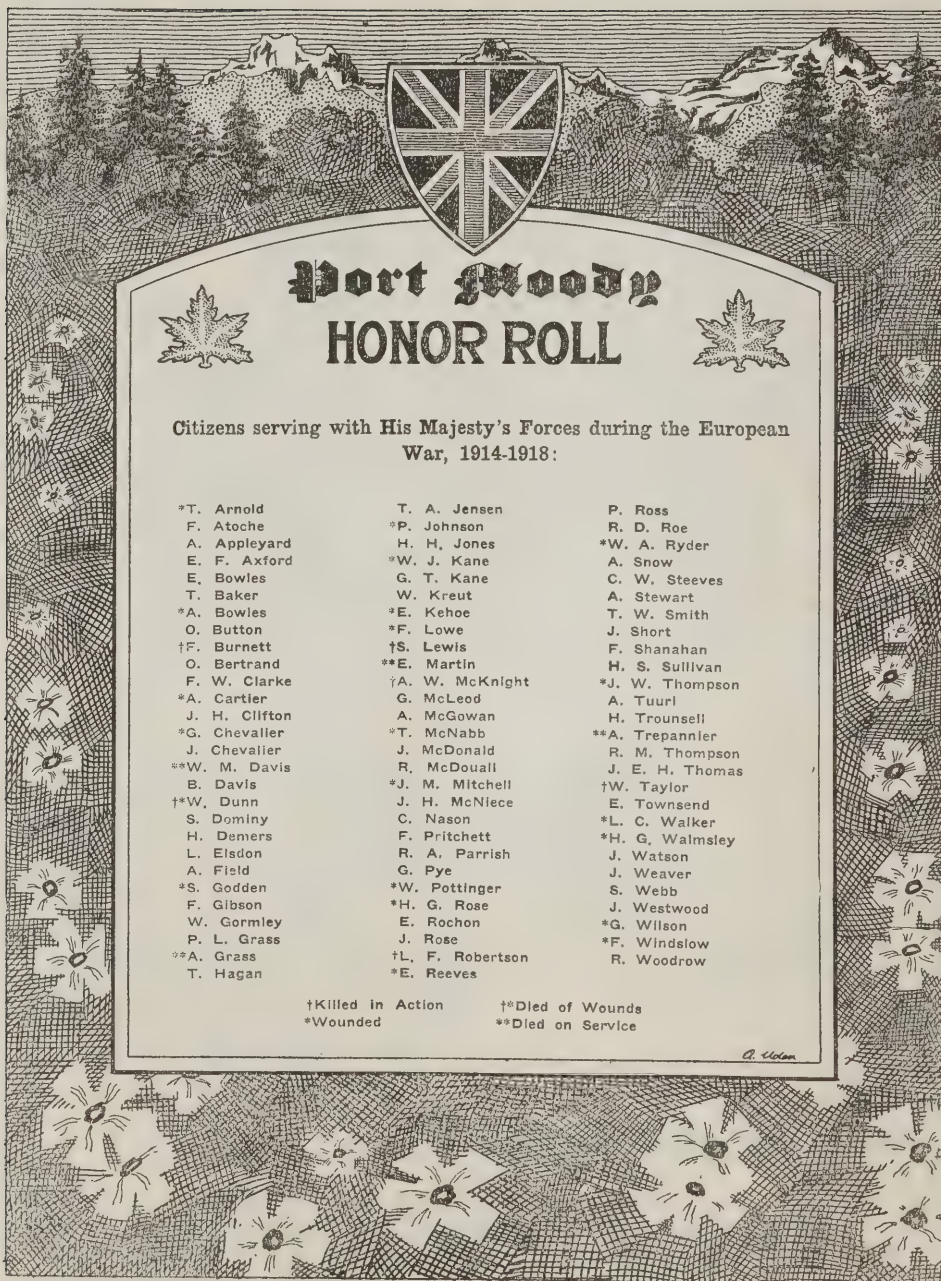 Port Moody
HONOR ROLL
Citizens serving with His Majesty's Forces during the European
War, 1914-1918:
*T. Arnold
F. Atoche
A. Appleyard
E. F. Axford
E. Bowles
T. Baker
*A. Bowles
O. Button
†F. Burnett
O. Bertrand
F. W. Clarke
*A. Cartier
J. H. Clifton
*G. Chevalier
J. Chevalier
**W. M. Davis
B. Davis
†*W. Dunn
S. Dominy
H. Demers
L. Elsdon
A. Field
*S. Godden
F. Gibson
W. Gormley
P. L. Grass
**A. Grass
T. Hagan
T. A. Jensen
*P. Johnson
H. H. Jones
*W. J. Kane
G. T. Kane
W. Kreut
*E. Kehoe
*F. Lowe
†S. Lewis
**E. Martin
†A. W. McKnight
G. McLeod
A. McGowan
*T. McNabb
J. McDonald
R. McDouall
*J. M. Mitchell
J. H. McNiece
C. Nason
F. Pritchett
R. A. Parrish
G. Pye
*W. Pottinger
*H. G. Rose
E. Rochon
J. Rose
†L. F. Robertson
*E. Reeves
P. Ross
R. D. Roe
*W. A. Ryder
A. Snow
C. W. Steeves
A. Stewart
T. W. Smith
J. Short
F. Shanahan
H. S. Sullivan
*J. W. Thompson
A. Tuurl
H. Trounsell
**A. Trepannier
R. M. Thompson
J. E. H. Thomas
†W. Taylor
E. Townsend
*L. C. Walker
*H. G. Walmsley
J. Watson
J. Weaver
S. Webb
J. Westwood
*G. Wilson
*F. Windslow
R. Woodrow
†Killed in Action
*Wounded
†*Died of Wounds
**Died on Service